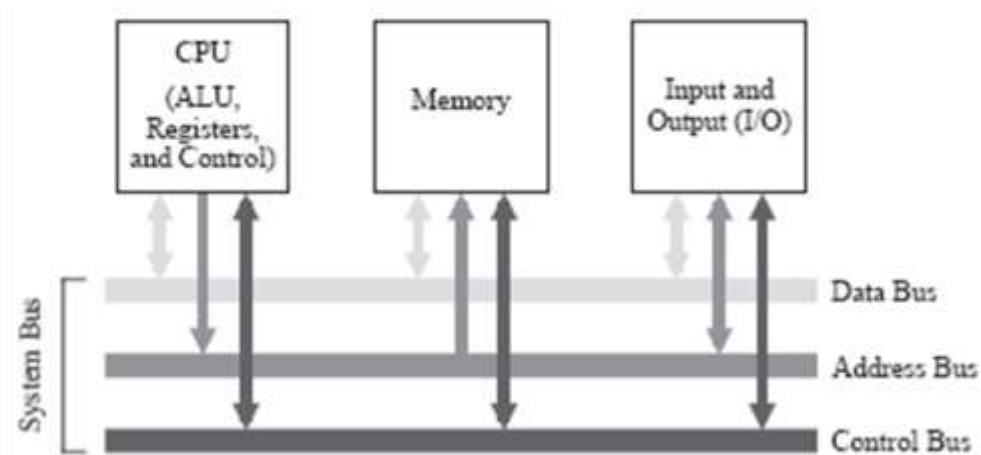 CPU
(ALU,
Registers,
and Control)
Memory
Input and
Output (I/O)
System Bus
Data Bus
Address Bus
Control Bus